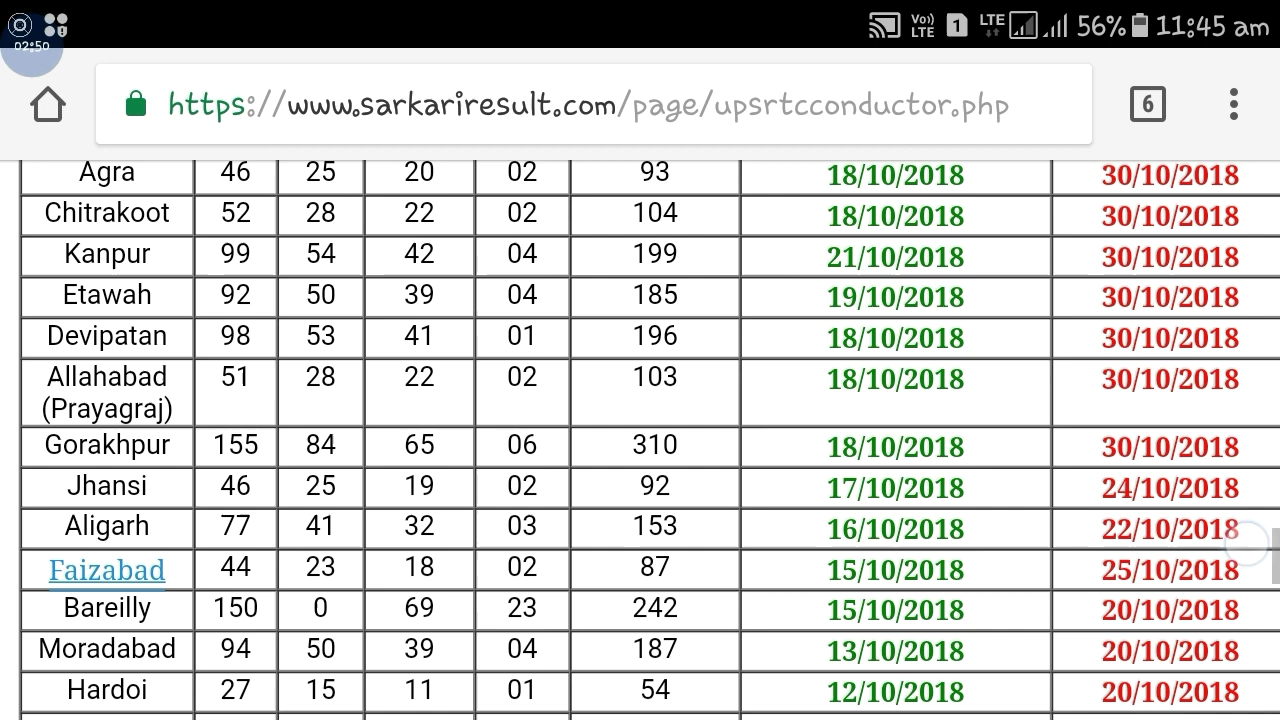 02:50 Vo)) LTE 1 LTE 56% 11:45 am
https://www.sarkariresult.com/page/upsrtcconductor.php 6
Agra 46 25 20 02 93 18/10/2018 30/10/2018
Chitrakoot 52 28 22 02 104 18/10/2018 30/10/2018
Kanpur 99 54 42 04 199 21/10/2018 30/10/2018
Etawah 92 50 39 04 185 19/10/2018 30/10/2018
Devipatan 98 53 41 01 196 18/10/2018 30/10/2018
Allahabad 51 28 22 02 103 18/10/2018 30/10/2018
(Prayagraj)
Gorakhpur 155 84 65 06 310 18/10/2018 30/10/2018
Jhansi 46 25 19 02 92 17/10/2018 24/10/2018
Aligarh 77 41 32 03 153 16/10/2018 22/10/2018
Faizabad 44 23 18 02 87 15/10/2018 25/10/2018
Bareilly 150 0 69 23 242 15/10/2018 20/10/2018
Moradabad 94 50 39 04 187 13/10/2018 20/10/2018
Hardoi 27 15 11 01 54 12/10/2018 20/10/2018